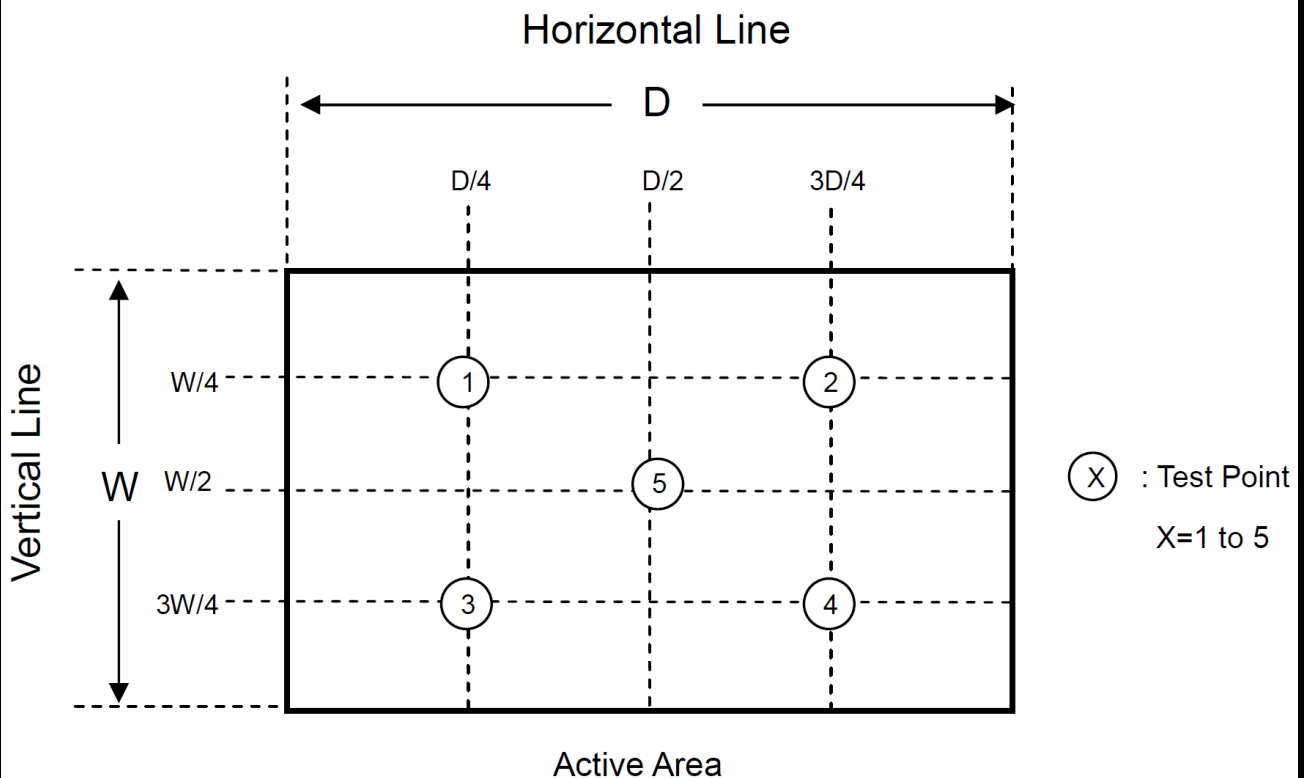 Horizontal Line
D
D/4 D/2 3D/4
W/4 1 2
Vertical Line
W W/2 5
X : Test Point
X=1 to 5
3W/4 3 4
Active Area